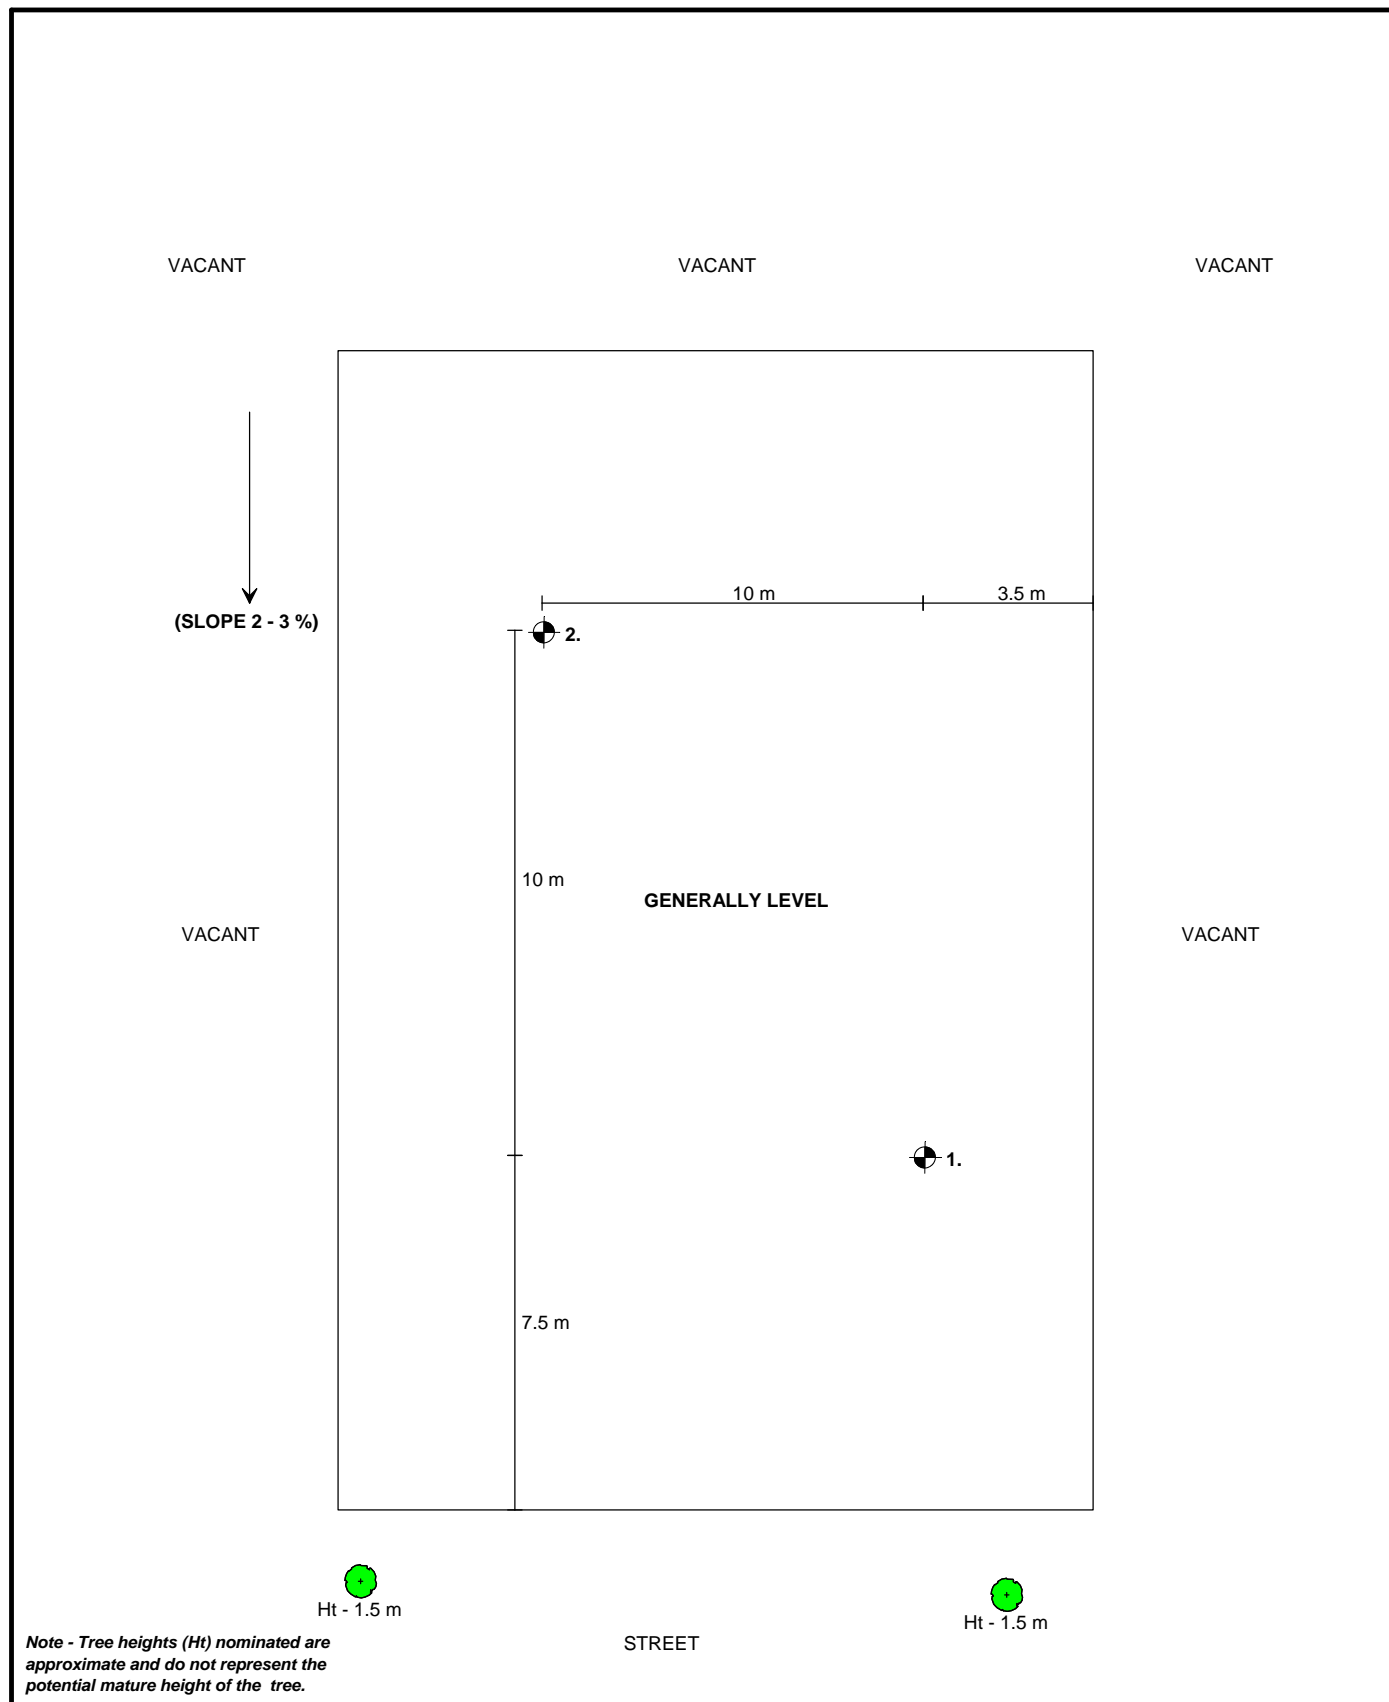 VACANT
VACANT
VACANT
10 m
3.5 m
(SLOPE 2 - 3 %)
2.
10 m
GENERALLY LEVEL
VACANT
VACANT
1.
7.5 m
Ht - 1.5 m
Ht - 1.5 m
STREET
Note - Tree heights (Ht) nominated are
approximate and do not represent the
potential mature height of the  tree.